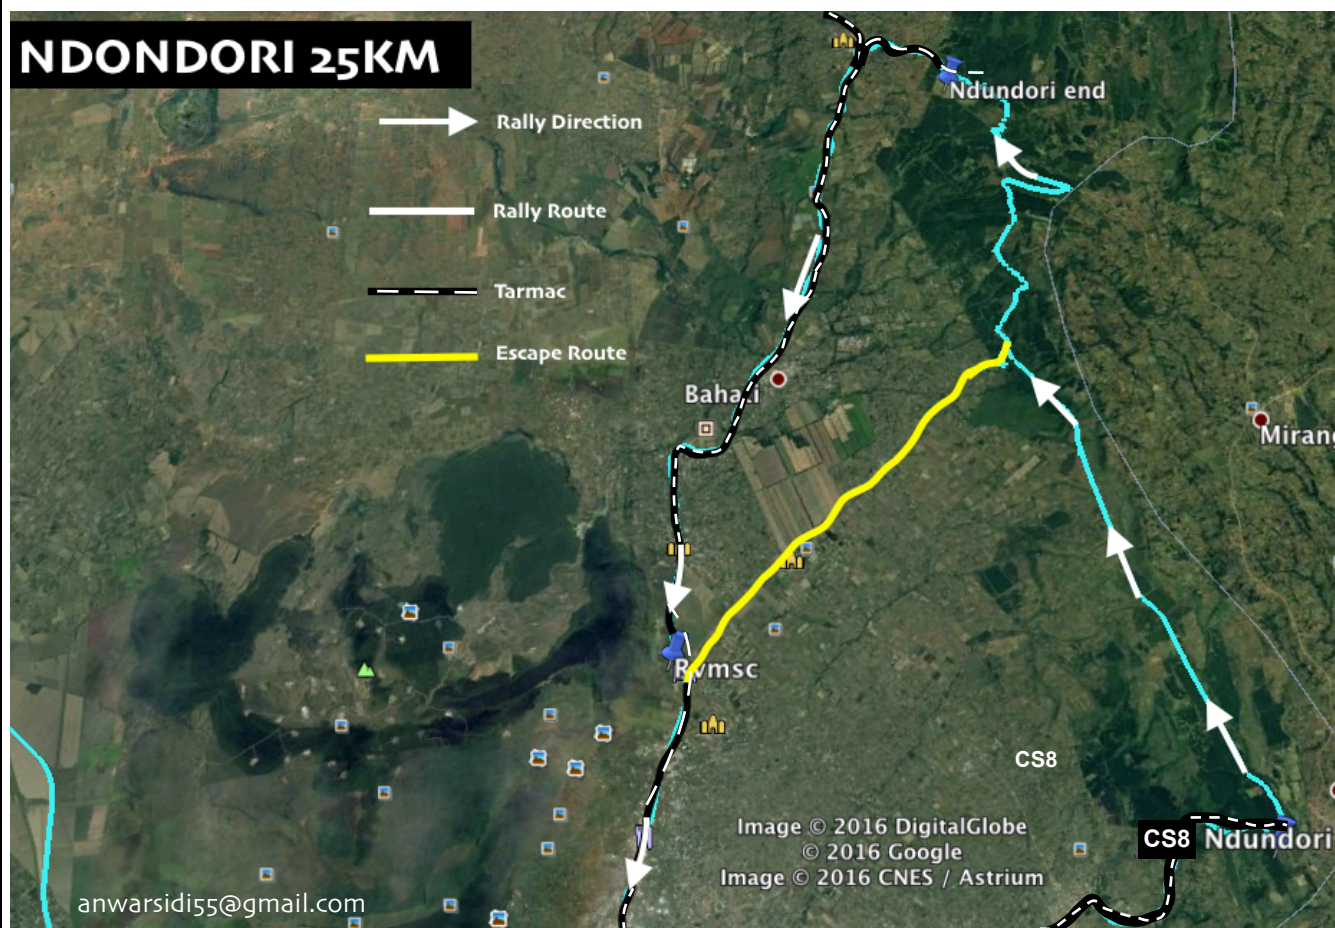 NDONDORI 25KM
Ndundori end
Rally Direction
Rally Route
Tarmac
Escape Route
Bahati
Rvmsc
CS8
CS8
Ndundori
Image © 2016 DigitalGlobe
© 2016 Google
Image © 2016 CNES / Astrium
anwarsidi55@gmail.com